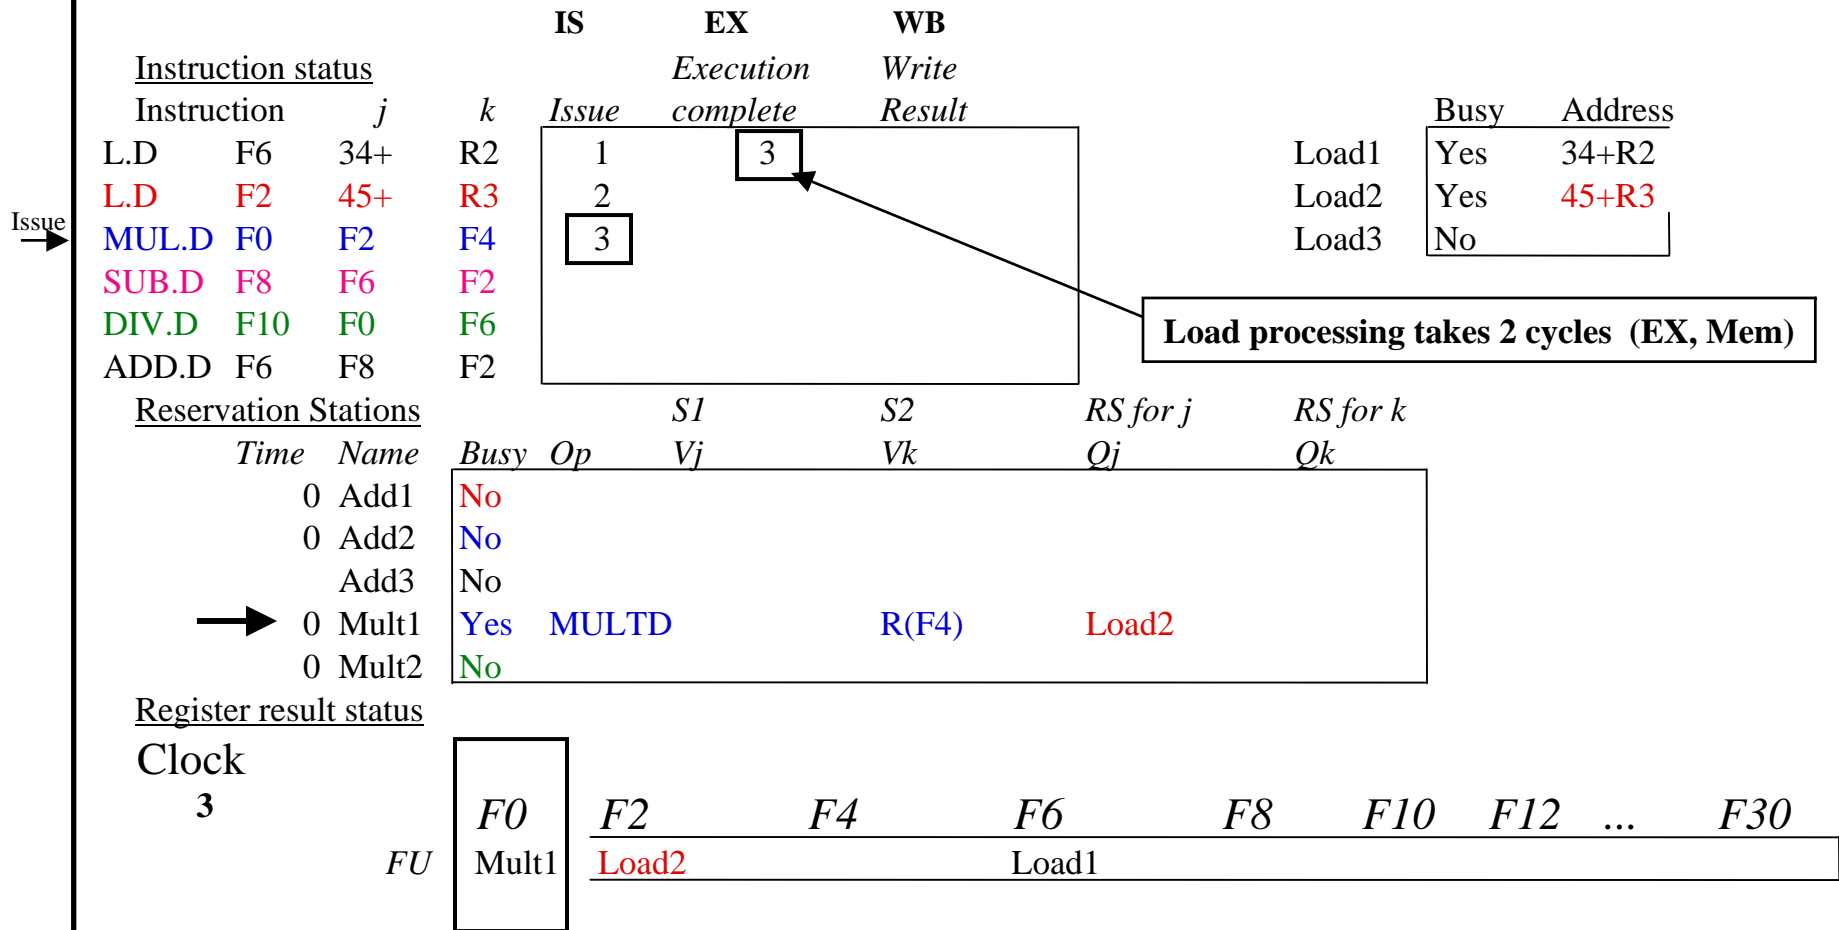 IS EX WB
Instruction status Execution Write
Instruction j k Issue complete Result Busy Address
L.D F6 34+ R2 1 3 Load1 Yes 34+R2
L.D F2 45+ R3 2 Load2 Yes 45+R3
Issue MUL.D F0 F2 F4 3 Load3 No
SUB.D F8 F6 F2
DIV.D F10 F0 F6 Load processing takes 2 cycles (EX, Mem)
ADD.D F6 F8 F2
Reservation Stations S1 S2 RS for j RS for k
Time Name Busy Op Vj Vk Qj Qk
0 Add1 No
0 Add2 No
Add3 No
0 Mult1 Yes MULTD R(F4) Load2
0 Mult2 No
Register result status
Clock
3 F0 F2 F4 F6 F8 F10 F12 ... F30
FU Mult1 Load2 Load1